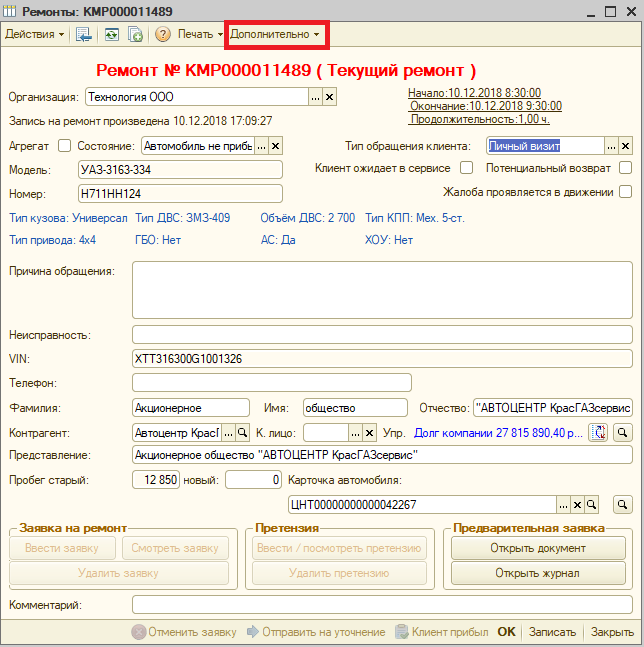 Ремонты: КМР000011489
Действия Печать Дополнительно
Ремонт № КМР000011489 ( Текущий ремонт )
Организация: Технология ООО ... Начало:10.12.2018 8:30:00
Окончание:10.12.2018 9:30:00
Запись на ремонт произведена 10.12.2018 17:09:27 Продолжительность:1,00 ч.
Агрегат Состояние: Автомобиль не прибы ... Тип обращения клиента: Личный визит ...
Модель: УАЗ-3163-334 Клиент ожидает в сервисе Потенциальный возврат
Номер: Н711НН124 Жалоба проявляется в движении
Тип кузова: Универсал Тип ДВС: ЗМЗ-409 Объём ДВС: 2 700 Тип КПП: Мех. 5-ст.
Тип привода: 4x4 ГБО: Нет АС: Да ХОУ: Нет
Причина обращения:
Неисправность:
VIN: XTT316300G1001326
Телефон:
Фамилия: Акционерное Имя: общество Отчество: "АВТОЦЕНТР КрасГАЗсервис
Контрагент: Автоцентр КрасГ ... К. лицо: ... Упр. Долг компании 27 815 890,40 р...
Представление: Акционерное общество "АВТОЦЕНТР КрасГАЗсервис"
Пробег старый: 12 850 новый: 0 Карточка автомобиля:
ЦНТ00000000000042267 ...
Заявка на ремонт Претензия Предварительная заявка
Ввести заявку Смотреть заявку Ввести / посмотреть претензию Открыть документ
Удалить заявку Удалить претензию Открыть журнал
Комментарий:
Отменить заявку Отправить на уточнение Клиент прибыл OK Записать Закрыть